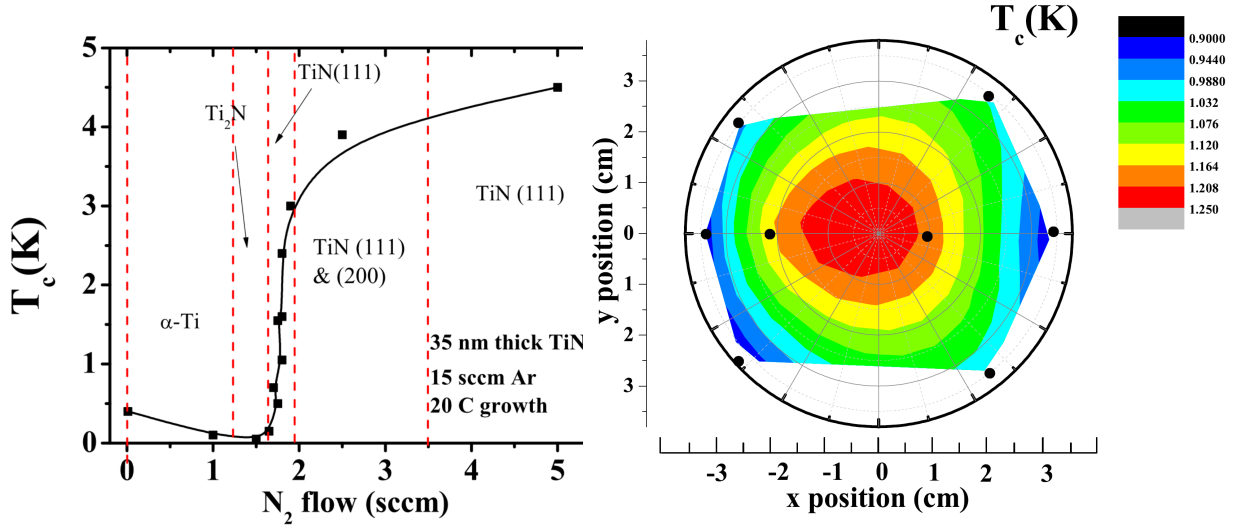 5
4
3
2
1
0
T_c(K)
0 1 2 3 4 5
N₂ flow (sccm)
TiN(111)
Ti₂N
TiN (111)
TiN (111)
& (200)
α-Ti
35 nm thick TiN
15 sccm Ar
20 C growth
T_c(K)
0.9000
0.9440
0.9880
1.032
1.076
1.120
1.164
1.208
1.250
3
2
1
0
1
2
3
y position (cm)
-3 -2 -1 0 1 2 3
x position (cm)